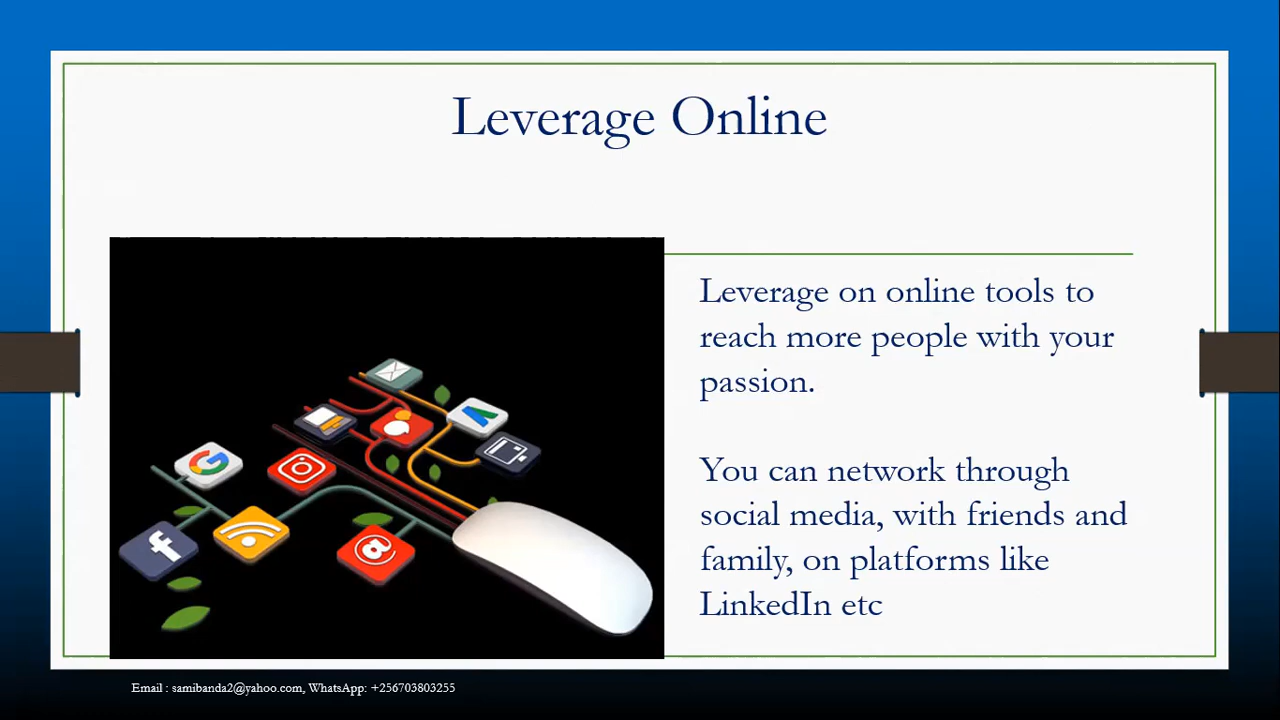 Leverage Online
Leverage on online tools to
reach more people with your
passion.
You can network through
social media, with friends and
family, on platforms like
LinkedIn etc
Email : samibanda2@yahoo.com, WhatsApp: +256703803255